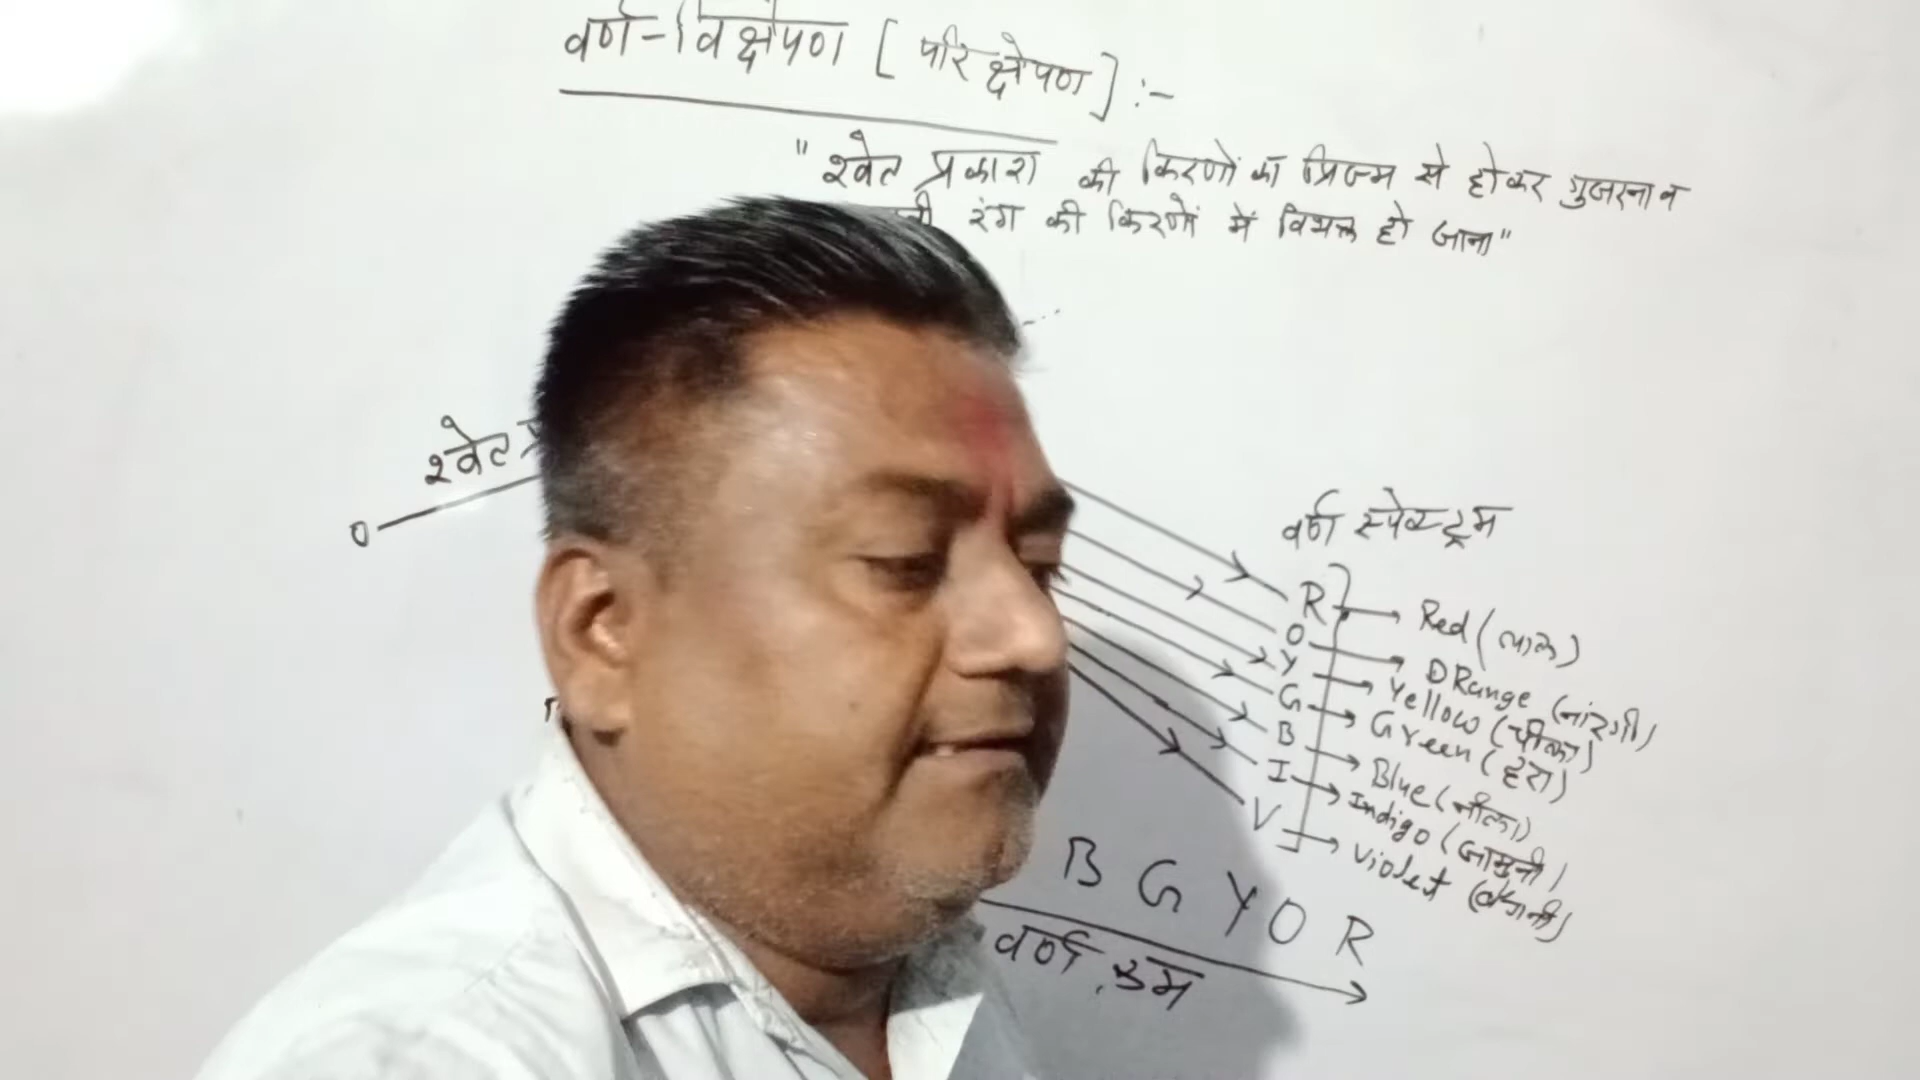 वर्ण-विक्षेपण [ परिक्षेपण ] :-
"श्वेत प्रकाश की किरणों का प्रिज्म से होकर गुजरना व
रंग की किरणों में विभक्त हो जाना"
श्वेत
O
वर्ण स्पेक्ट्रम
R → Red (लाल)
O → ORange (नारंगी)
Y → Yellow (पीला)
G → Green (हरा)
B → Blue (नीला)
I → Indigo (जामुनी)
V → Violet (बैंगनी)
B G Y O R
वर्ण क्रम